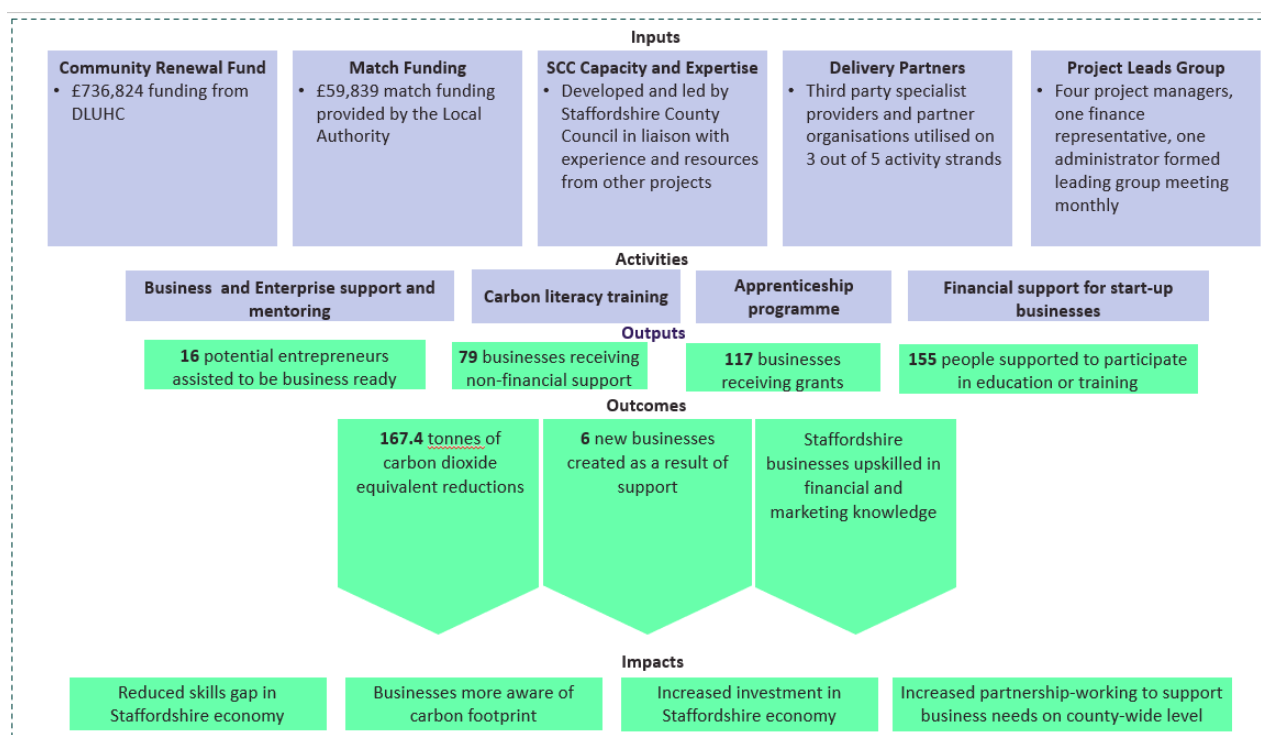 Inputs
Community Renewal Fund
• £736,824 funding from
DLUHC
Match Funding
• £59,839 match funding
provided by the Local
Authority
SCC Capacity and Expertise
• Developed and led by
Staffordshire County
Council in liaison with
experience and resources
from other projects
Delivery Partners
• Third party specialist
providers and partner
organisations utilised on
3 out of 5 activity strands
Project Leads Group
• Four project managers,
one finance
representative, one
administrator formed
leading group meeting
monthly
Activities
Business and Enterprise support and
mentoring
Carbon literacy training
Apprenticeship
programme
Financial support for start-up
businesses
Outputs
16 potential entrepreneurs
assisted to be business ready
79 businesses receiving
non-financial support
117 businesses
receiving grants
155 people supported to participate
in education or training
Outcomes
167.4 tonnes of
carbon dioxide
equivalent reductions
6 new businesses
created as a result of
support
Staffordshire
businesses upskilled in
financial and
marketing knowledge
Impacts
Reduced skills gap in
Staffordshire economy
Businesses more aware of
carbon footprint
Increased investment in
Staffordshire economy
Increased partnership-working to support
business needs on county-wide level